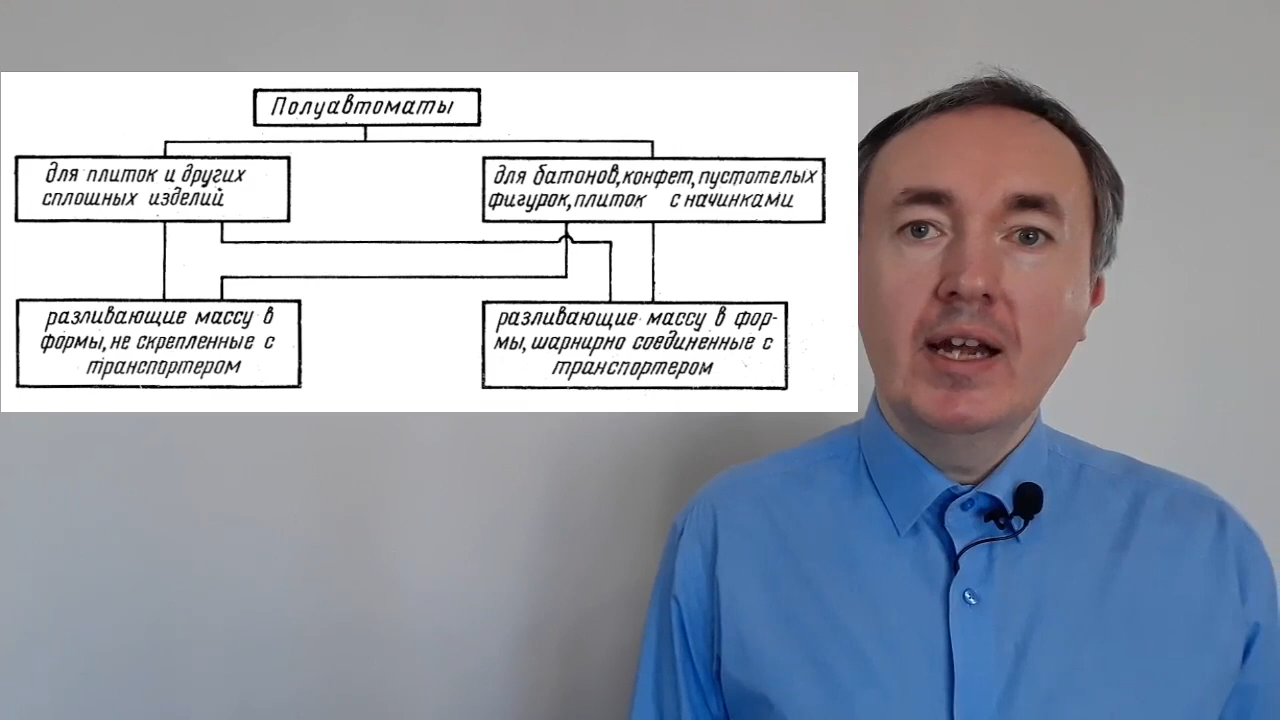 Полуавтоматы
для плиток и других
сплошных изделий
для батонов, конфет, пустотелых
фигурок, плиток с начинками
разливающие массу в
формы, не скрепленные с
транспортером
разливающие массу в фор-
мы, шарнирно соединенные с
транспортером